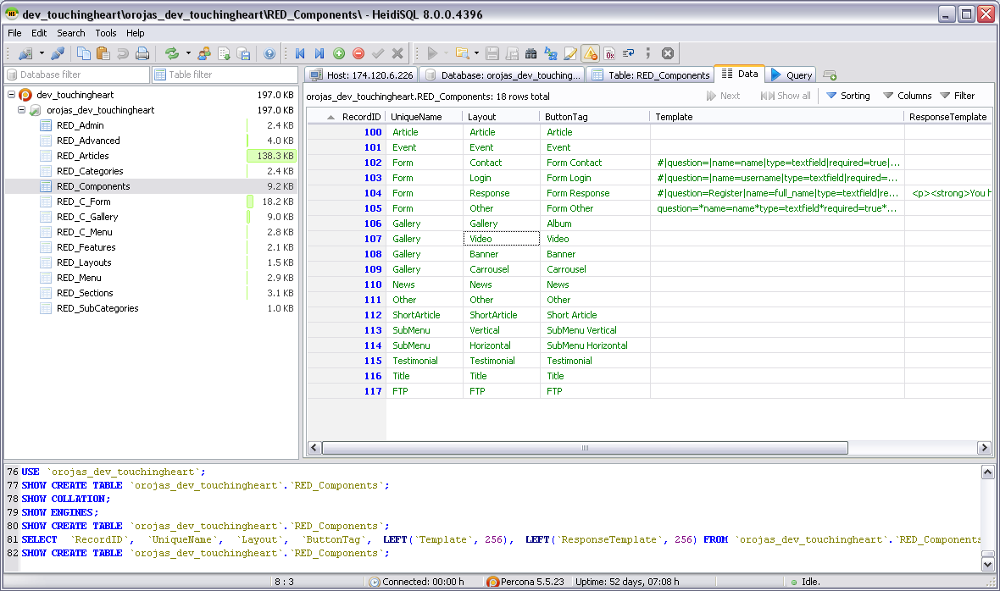 dev_touchingheart\orojas_dev_touchingheart\RED_Components\ - HeidiSQL 8.0.0.4396
File Edit Search Tools Help
Database filter Table filter
Host: 174.120.6.226 Database: orojas_dev_touching... Table: RED_Components Data Query
dev_touchingheart 197.0 KB
orojas_dev_touchingheart 197.0 KB
RED_Admin 2.4 KB
RED_Advanced 4.0 KB
RED_Articles 138.3 KB
RED_Categories 2.4 KB
RED_Components 9.2 KB
RED_C_Form 18.2 KB
RED_C_Gallery 9.0 KB
RED_C_Menu 2.8 KB
RED_Features 2.1 KB
RED_Layouts 1.5 KB
RED_Menu 2.9 KB
RED_Sections 3.1 KB
RED_SubCategories 1.0 KB
orojas_dev_touchingheart.RED_Components: 18 rows total Next Show all Sorting Columns Filter
RecordID UniqueName Layout ButtonTag Template ResponseTemplate
100 Article Article Article
101 Event Event Event
102 Form Contact Form Contact #|question=|name=name|type=textfield|required=true|...
103 Form Login Form Login #|question=|name=username|type=textfield|required=...
104 Form Response Form Response #|question=Register|name=full_name|type=textfield|re... <p><strong>You h
105 Form Other Form Other question=*name=name*type=textfield*required=true*...
106 Gallery Gallery Album
107 Gallery Video Video
108 Gallery Banner Banner
109 Gallery Carrousel Carrousel
110 News News News
111 Other Other Other
112 ShortArticle ShortArticle Short Article
113 SubMenu Vertical SubMenu Vertical
114 SubMenu Horizontal SubMenu Horizontal
115 Testimonial Testimonial Testimonial
116 Title Title Title
117 FTP FTP FTP
76 USE `orojas_dev_touchingheart`;
77 SHOW CREATE TABLE `orojas_dev_touchingheart`.`RED_Components`;
78 SHOW COLLATION;
79 SHOW ENGINES;
80 SHOW CREATE TABLE `orojas_dev_touchingheart`.`RED_Components`;
81 SELECT `RecordID`, `UniqueName`, `Layout`, `ButtonTag`, LEFT(`Template`, 256), LEFT(`ResponseTemplate`, 256) FROM `orojas_dev_touchingheart`.`RED_Components
82 SHOW CREATE TABLE `orojas_dev_touchingheart`.`RED_Components`;
8 : 3 Connected: 00:00 h Percona 5.5.23 Uptime: 52 days, 07:08 h Idle.